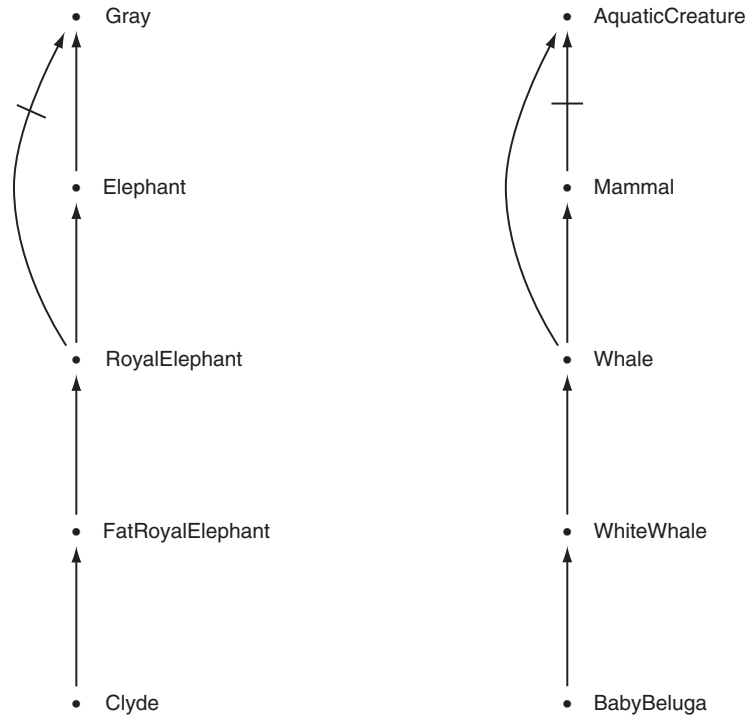 Gray
Elephant
RoyalElephant
FatRoyalElephant
Clyde
AquaticCreature
Mammal
Whale
WhiteWhale
BabyBeluga